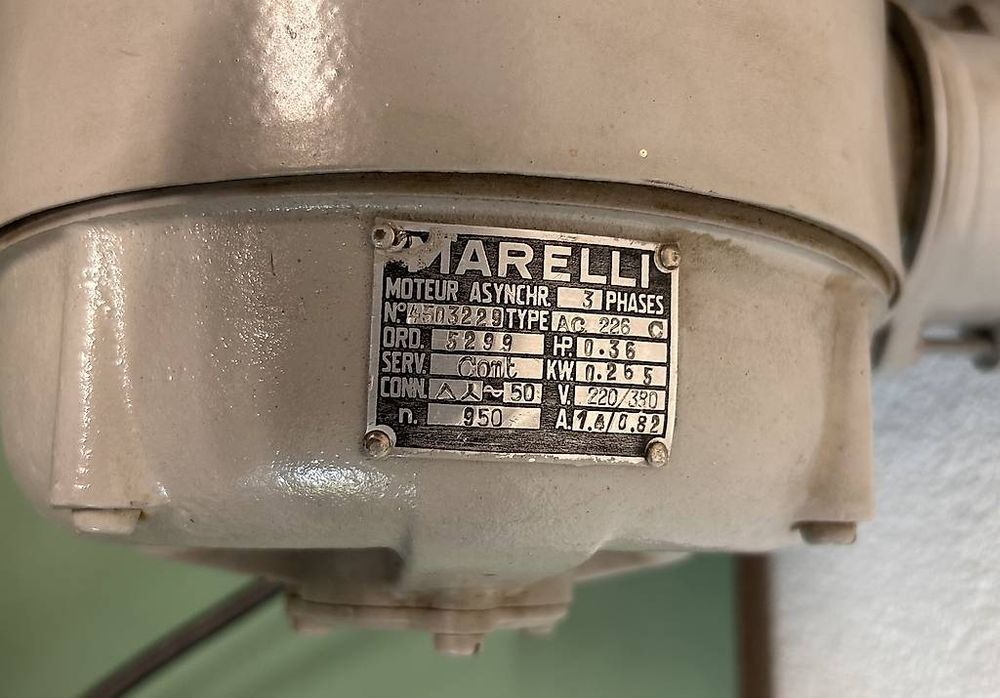 MARELLI
MOTEUR ASYNCHR 3 PHASES
N° 4503229 TYPE AC 226 C
ORD. 5299 HP. 0.36
SERV. Cont KW. 0.265
CONN. △ 人 ~ 50 V. 220/380
n. 950 A. 1.4/0.82